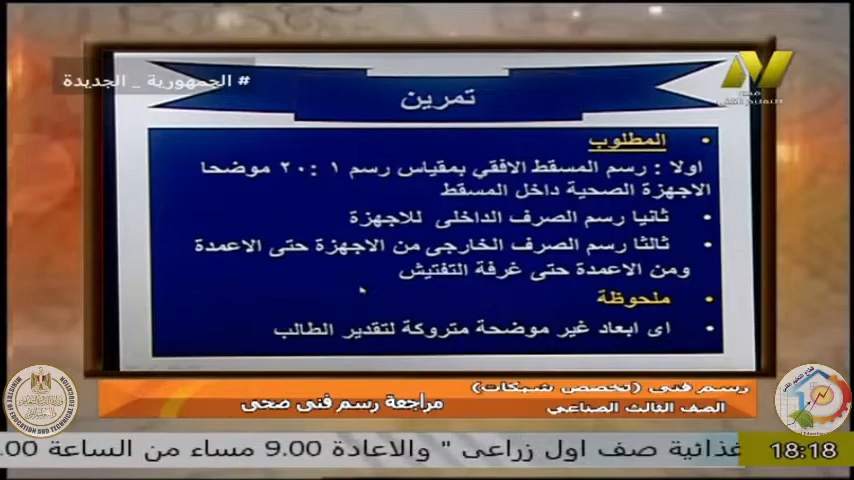 # الجمهورية _ الجديدة
تمرين
المطلوب
اولا : رسم المسقط الافقي بمقياس رسم ١ : ٢٠ موضحا
الاجهزة الصحية داخل المسقط
ثانيا رسم الصرف الداخلى للاجهزة
ثالثا رسم الصرف الخارجى من الاجهزة حتى الاعمدة
ومن الاعمدة حتى غرفة التفتيش
ملحوظة
اى ابعاد غير موضحة متروكة لتقدير الطالب
رسم فنى (تخصص شبكات)
الصف الثالث الصناعي
مراجعة رسم فنى صحى
غذائية صف اول زراعى " والاعادة 9.00 مساء من الساعة 00.
18:18